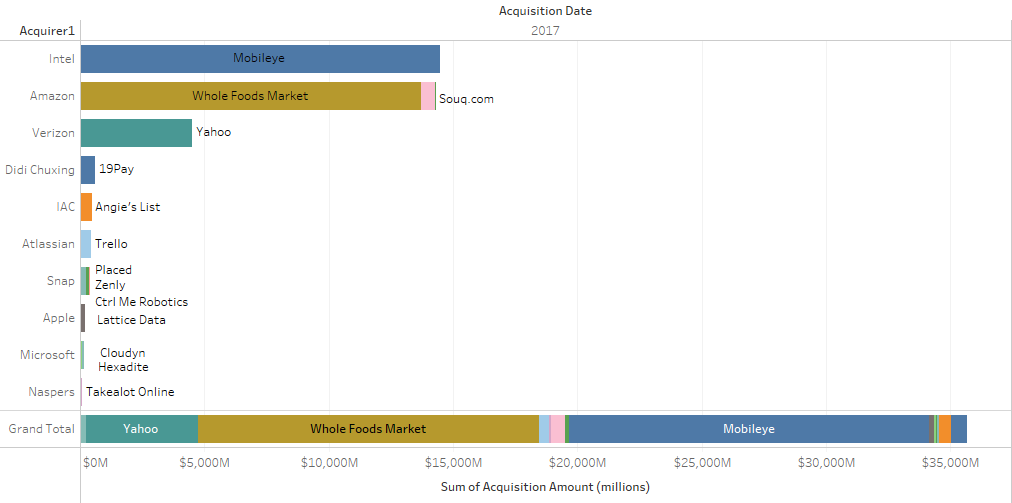 Acquisition Date
Acquirer1 2017
Intel Mobileye
Amazon Whole Foods Market Souq.com
Verizon Yahoo
Didi Chuxing 19Pay
IAC Angie's List
Atlassian Trello
Snap Placed
Zenly
Ctrl Me Robotics
Apple Lattice Data
Microsoft Cloudyn
Hexadite
Naspers Takealot Online
Grand Total Yahoo Whole Foods Market Mobileye
$0M $5,000M $10,000M $15,000M $20,000M $25,000M $30,000M $35,000M
Sum of Acquisition Amount (millions)